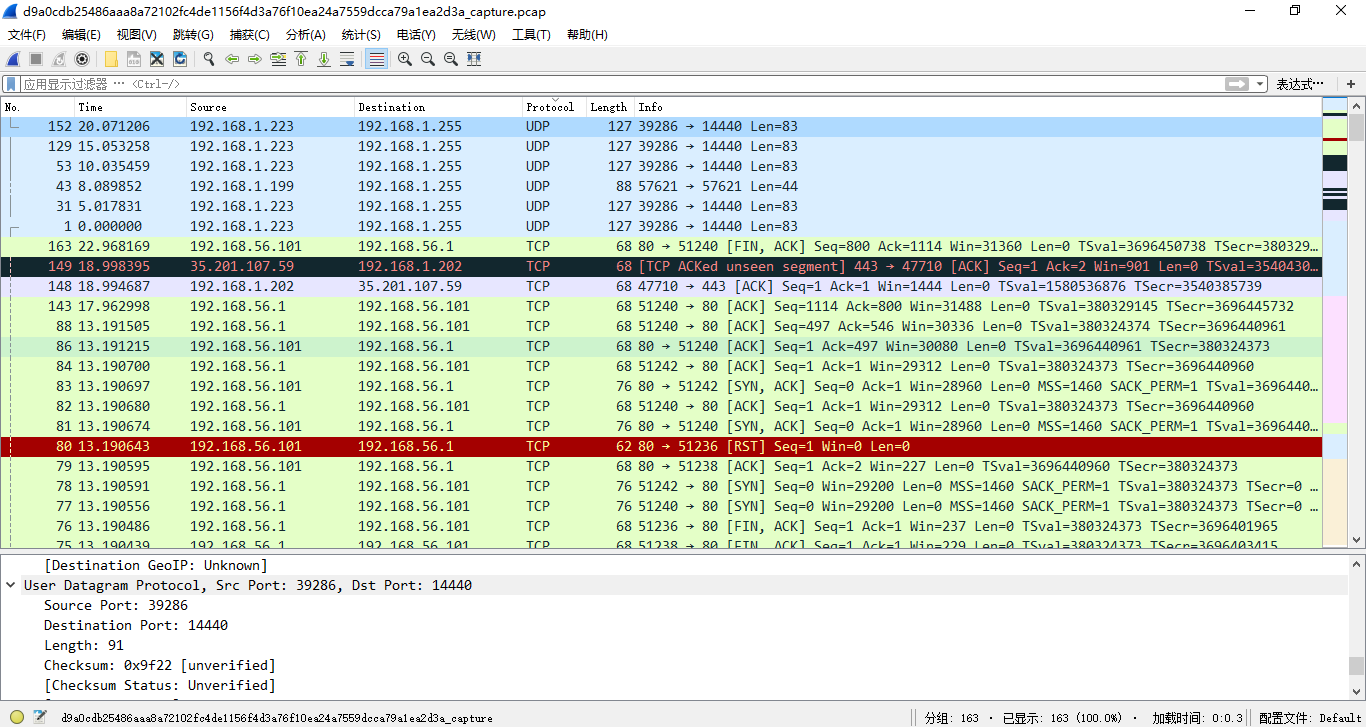 d9a0cdb25486aaa8a72102fc4de1156f4d3a76f10ea24a7559dcca79a1ea2d3a_capture.pcap
文件(F) 编辑(E) 视图(V) 跳转(G) 捕获(C) 分析(A) 统计(S) 电话(Y) 无线(W) 工具(T) 帮助(H)
应用显示过滤器 … <Ctrl-/> 表达式… +
No. Time Source Destination Protocol Length Info
152 20.071206 192.168.1.223 192.168.1.255 UDP 127 39286 → 14440 Len=83
129 15.053258 192.168.1.223 192.168.1.255 UDP 127 39286 → 14440 Len=83
53 10.035459 192.168.1.223 192.168.1.255 UDP 127 39286 → 14440 Len=83
43 8.089852 192.168.1.199 192.168.1.255 UDP 88 57621 → 57621 Len=44
31 5.017831 192.168.1.223 192.168.1.255 UDP 127 39286 → 14440 Len=83
1 0.000000 192.168.1.223 192.168.1.255 UDP 127 39286 → 14440 Len=83
163 22.968169 192.168.56.101 192.168.56.1 TCP 68 80 → 51240 [FIN, ACK] Seq=800 Ack=1114 Win=31360 Len=0 TSval=3696450738 TSecr=380329…
149 18.998395 35.201.107.59 192.168.1.202 TCP 68 [TCP ACKed unseen segment] 443 → 47710 [ACK] Seq=1 Ack=2 Win=901 Len=0 TSval=3540430…
148 18.994687 192.168.1.202 35.201.107.59 TCP 68 47710 → 443 [ACK] Seq=1 Ack=1 Win=1444 Len=0 TSval=1580536876 TSecr=3540385739
143 17.962998 192.168.56.1 192.168.56.101 TCP 68 51240 → 80 [ACK] Seq=1114 Ack=800 Win=31488 Len=0 TSval=380329145 TSecr=3696445732
88 13.191505 192.168.56.1 192.168.56.101 TCP 68 51240 → 80 [ACK] Seq=497 Ack=546 Win=30336 Len=0 TSval=380324374 TSecr=3696440961
86 13.191215 192.168.56.101 192.168.56.1 TCP 68 80 → 51240 [ACK] Seq=1 Ack=497 Win=30080 Len=0 TSval=3696440961 TSecr=380324373
84 13.190700 192.168.56.1 192.168.56.101 TCP 68 51242 → 80 [ACK] Seq=1 Ack=1 Win=29312 Len=0 TSval=380324373 TSecr=3696440960
83 13.190697 192.168.56.101 192.168.56.1 TCP 76 80 → 51242 [SYN, ACK] Seq=0 Ack=1 Win=28960 Len=0 MSS=1460 SACK_PERM=1 TSval=3696440…
82 13.190680 192.168.56.1 192.168.56.101 TCP 68 51240 → 80 [ACK] Seq=1 Ack=1 Win=29312 Len=0 TSval=380324373 TSecr=3696440960
81 13.190674 192.168.56.101 192.168.56.1 TCP 76 80 → 51240 [SYN, ACK] Seq=0 Ack=1 Win=28960 Len=0 MSS=1460 SACK_PERM=1 TSval=3696440…
80 13.190643 192.168.56.101 192.168.56.1 TCP 62 80 → 51236 [RST] Seq=1 Win=0 Len=0
79 13.190595 192.168.56.101 192.168.56.1 TCP 68 80 → 51238 [ACK] Seq=1 Ack=2 Win=227 Len=0 TSval=3696440960 TSecr=380324373
78 13.190591 192.168.56.1 192.168.56.101 TCP 76 51242 → 80 [SYN] Seq=0 Win=29200 Len=0 MSS=1460 SACK_PERM=1 TSval=380324373 TSecr=0 …
77 13.190556 192.168.56.1 192.168.56.101 TCP 76 51240 → 80 [SYN] Seq=0 Win=29200 Len=0 MSS=1460 SACK_PERM=1 TSval=380324373 TSecr=0 …
76 13.190486 192.168.56.1 192.168.56.101 TCP 68 51236 → 80 [FIN, ACK] Seq=1 Ack=1 Win=237 Len=0 TSval=380324373 TSecr=3696401965
75 13.190439 192.168.56.1 192.168.56.101 TCP 68 51238 → 80 [FIN, ACK] Seq=1 Ack=1 Win=229 Len=0 TSval=380324373 TSecr=3696403415
[Destination GeoIP: Unknown]
User Datagram Protocol, Src Port: 39286, Dst Port: 14440
Source Port: 39286
Destination Port: 14440
Length: 91
Checksum: 0x9f22 [unverified]
[Checksum Status: Unverified]
d9a0cdb25486aaa8a72102fc4de1156f4d3a76f10ea24a7559dcca79a1ea2d3a_capture 分组: 163 · 已显示: 163 (100.0%) · 加载时间: 0:0.3 配置文件: Default